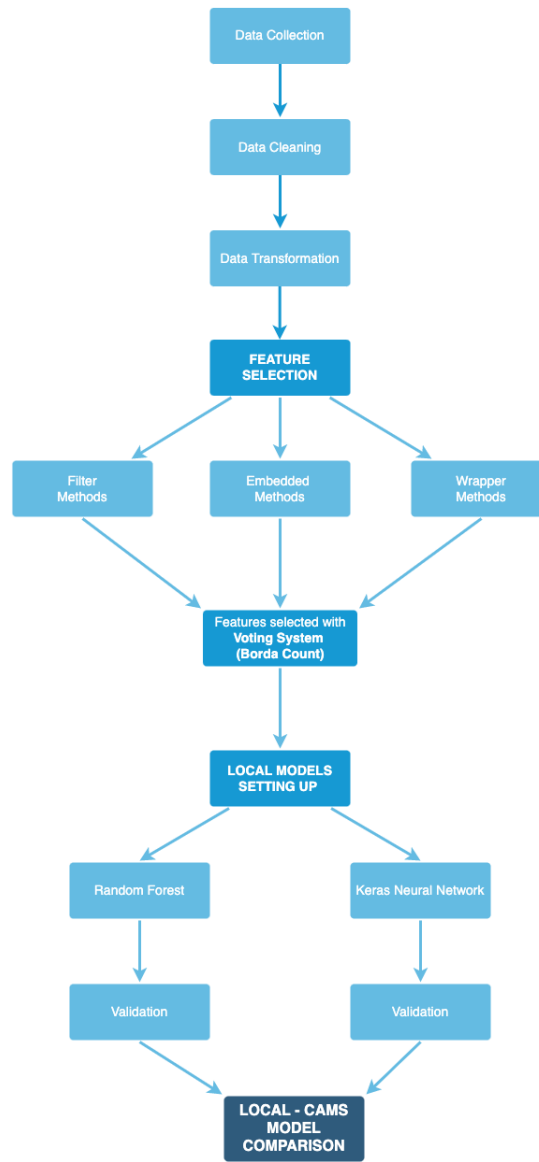 Data Collection
Data Cleaning
Data Transformation
FEATURE
SELECTION
Filter
Methods
Embedded
Methods
Wrapper
Methods
Features selected with
Voting System
(Borda Count)
LOCAL MODELS
SETTING UP
Random Forest
Keras Neural Network
Validation
Validation
LOCAL - CAMS
MODEL
COMPARISON